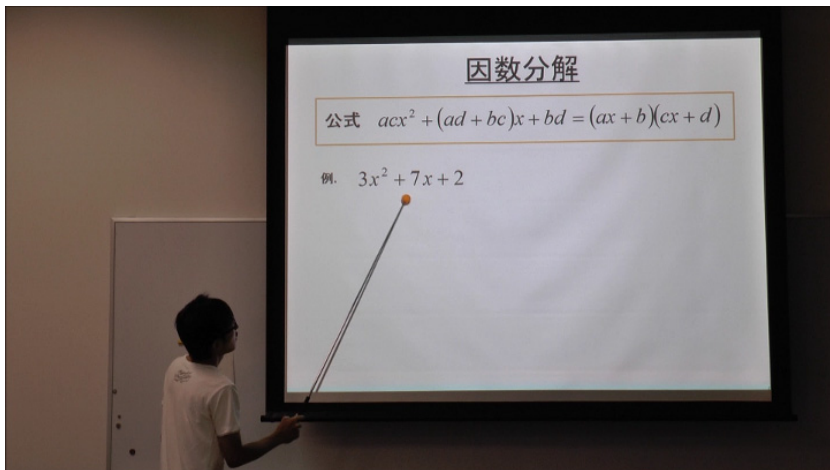 因数分解
公式 acx² + (ad + bc)x + bd = (ax + b)(cx + d)
例. 3x² + 7x + 2